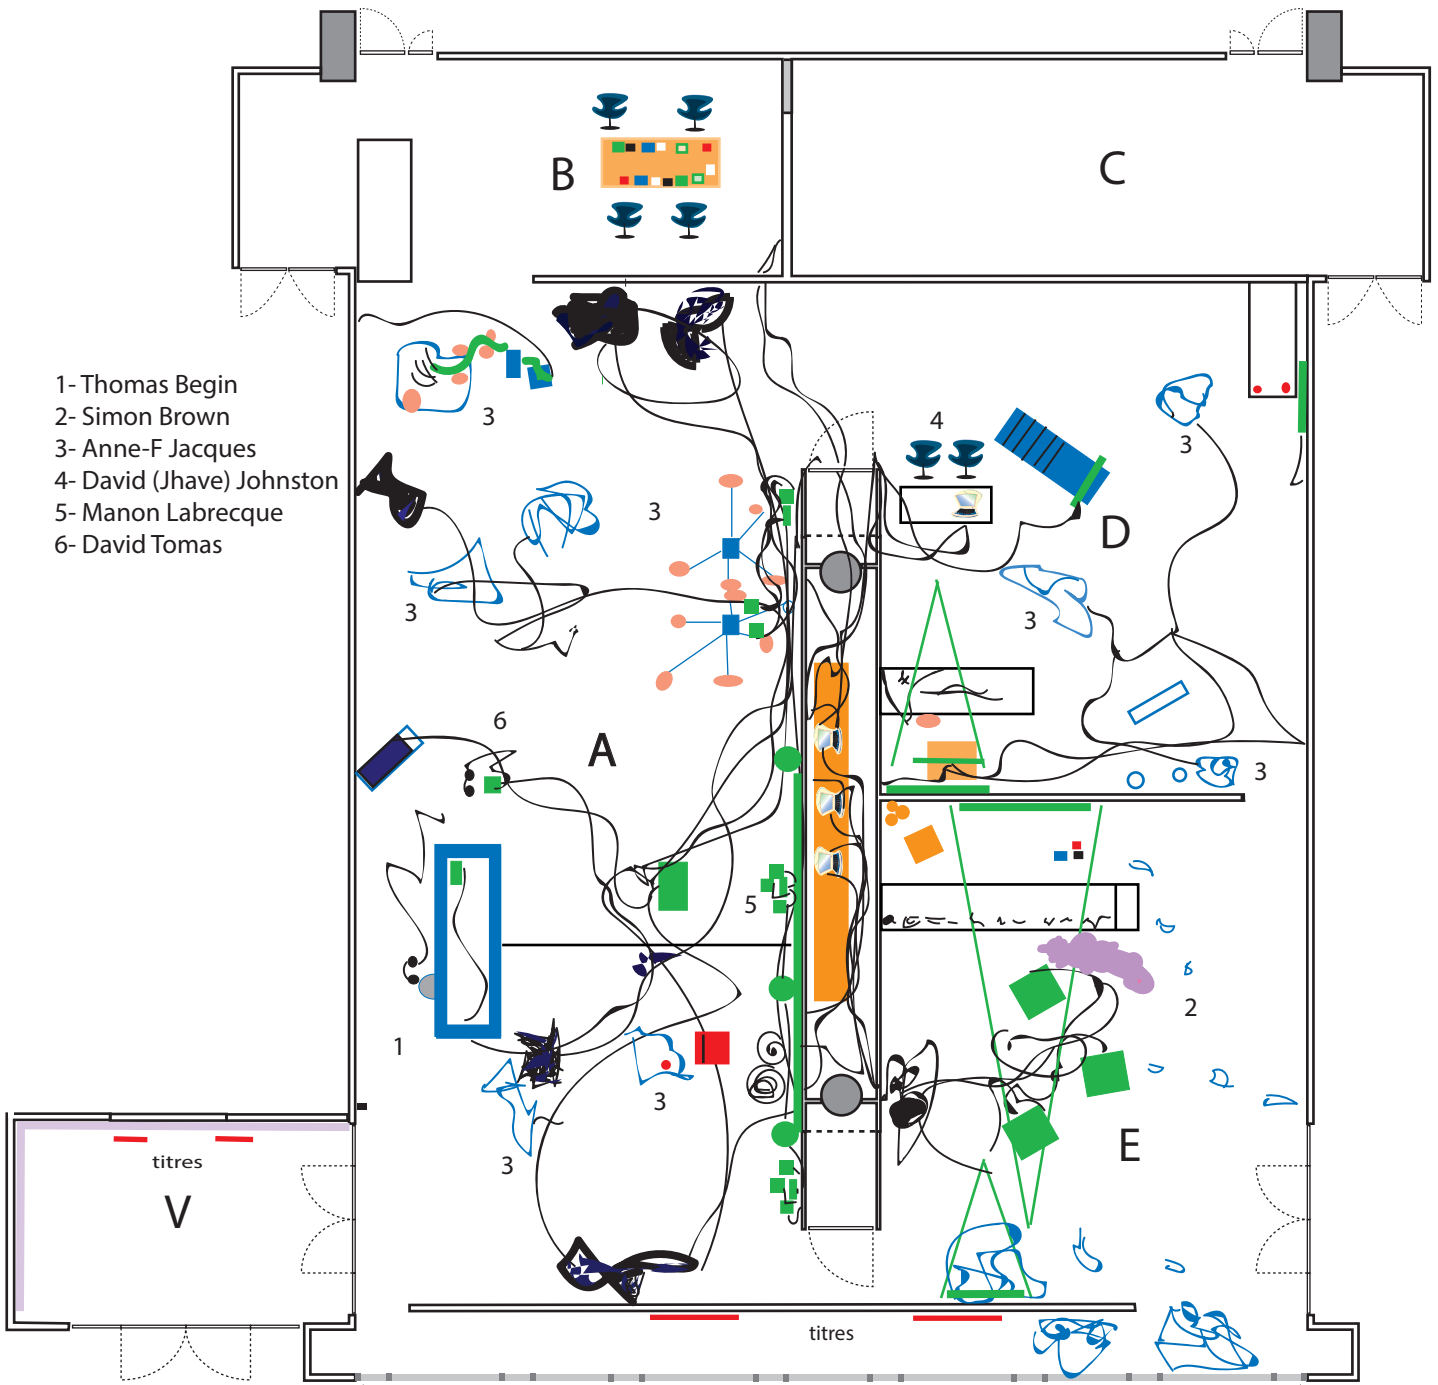 B
C
1- Thomas Begin
2- Simon Brown
3- Anne-F Jacques
4- David (Jhave) Johnston
5- Manon Labrecque
6- David Tomas
3
4
3
3
D
3
3
6
A
3
5
2
1
3
E
3
titres
V
titres